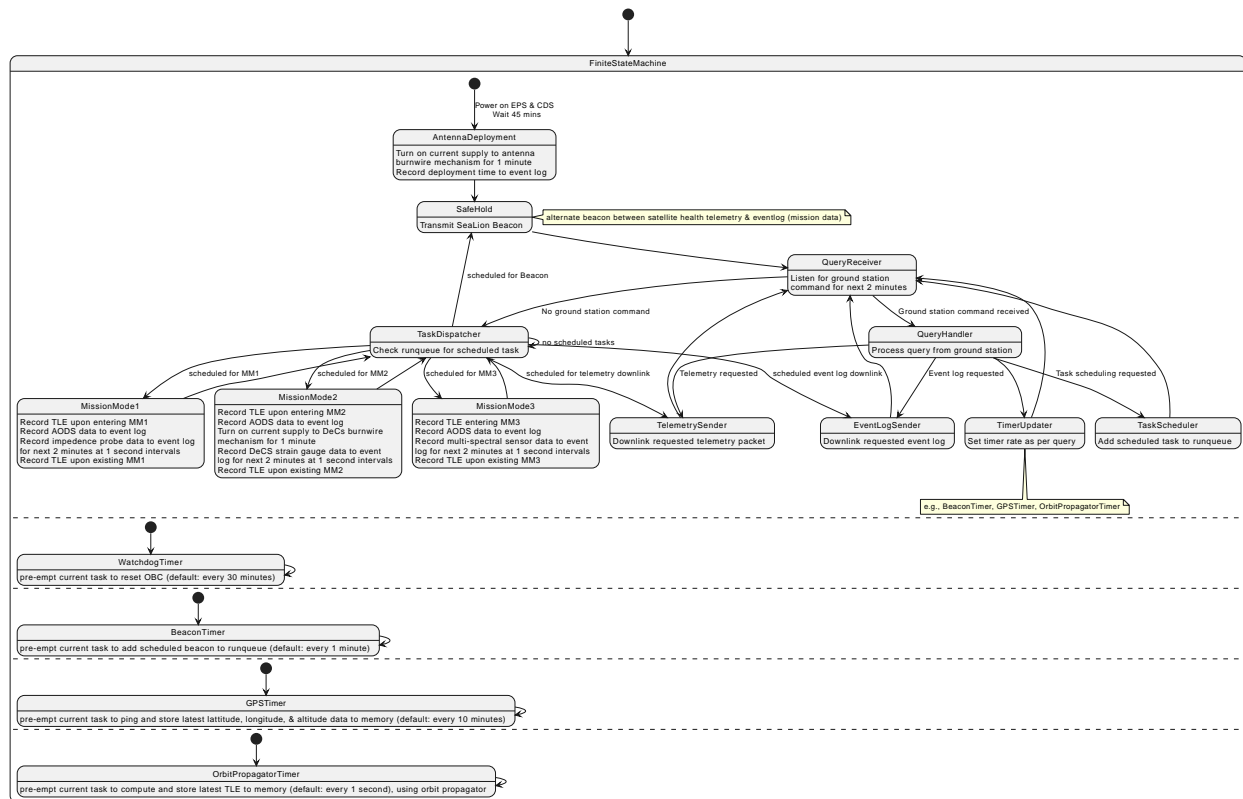 FiniteStateMachine
Power on EPS & CDS
Wait 45 mins
AntennaDeployment
Turn on current supply to antenna
burnwire mechanism for 1 minute
Record deployment time to event log
SafeHold
Transmit SeaLion Beacon
alternate beacon between satellite health telemetry & eventlog (mission data)
QueryReceiver
Listen for ground station
command for next 2 minutes
scheduled for Beacon
No ground station command
Ground station command received
TaskDispatcher
Check runqueue for scheduled task
no scheduled tasks
QueryHandler
Process query from ground station
scheduled for MM1
scheduled for MM2
scheduled for MM3
scheduled for telemetry downlink
Telemetry requested
scheduled event log downlink
Event log requested
Task scheduling requested
MissionMode1
Record TLE upon entering MM1
Record AODS data to event log
Record impedance probe data to event log
for next 2 minutes at 1 second intervals
Record TLE upon existing MM1
MissionMode2
Record TLE upon entering MM2
Record AODS data to event log
Turn on current supply to DeCs burnwire
mechanism for 1 minute
Record DeCS strain gauge data to event
log for next 2 minutes at 1 second intervals
Record TLE upon existing MM2
MissionMode3
Record TLE entering MM3
Record AODS data to event log
Record multi-spectral sensor data to event
log for next 2 minutes at 1 second intervals
Record TLE upon existing MM3
TelemetrySender
Downlink requested telemetry packet
EventLogSender
Downlink requested event log
TimerUpdater
Set timer rate as per query
TaskScheduler
Add scheduled task to runqueue
e.g., BeaconTimer, GPSTimer, OrbitPropagatorTimer
WatchdogTimer
pre-empt current task to reset OBC (default: every 30 minutes)
BeaconTimer
pre-empt current task to add scheduled beacon to runqueue (default: every 1 minute)
GPSTimer
pre-empt current task to ping and store latest lattitude, longitude, & altitude data to memory (default: every 10 minutes)
OrbitPropagatorTimer
pre-empt current task to compute and store latest TLE to memory (default: every 1 second), using orbit propagator